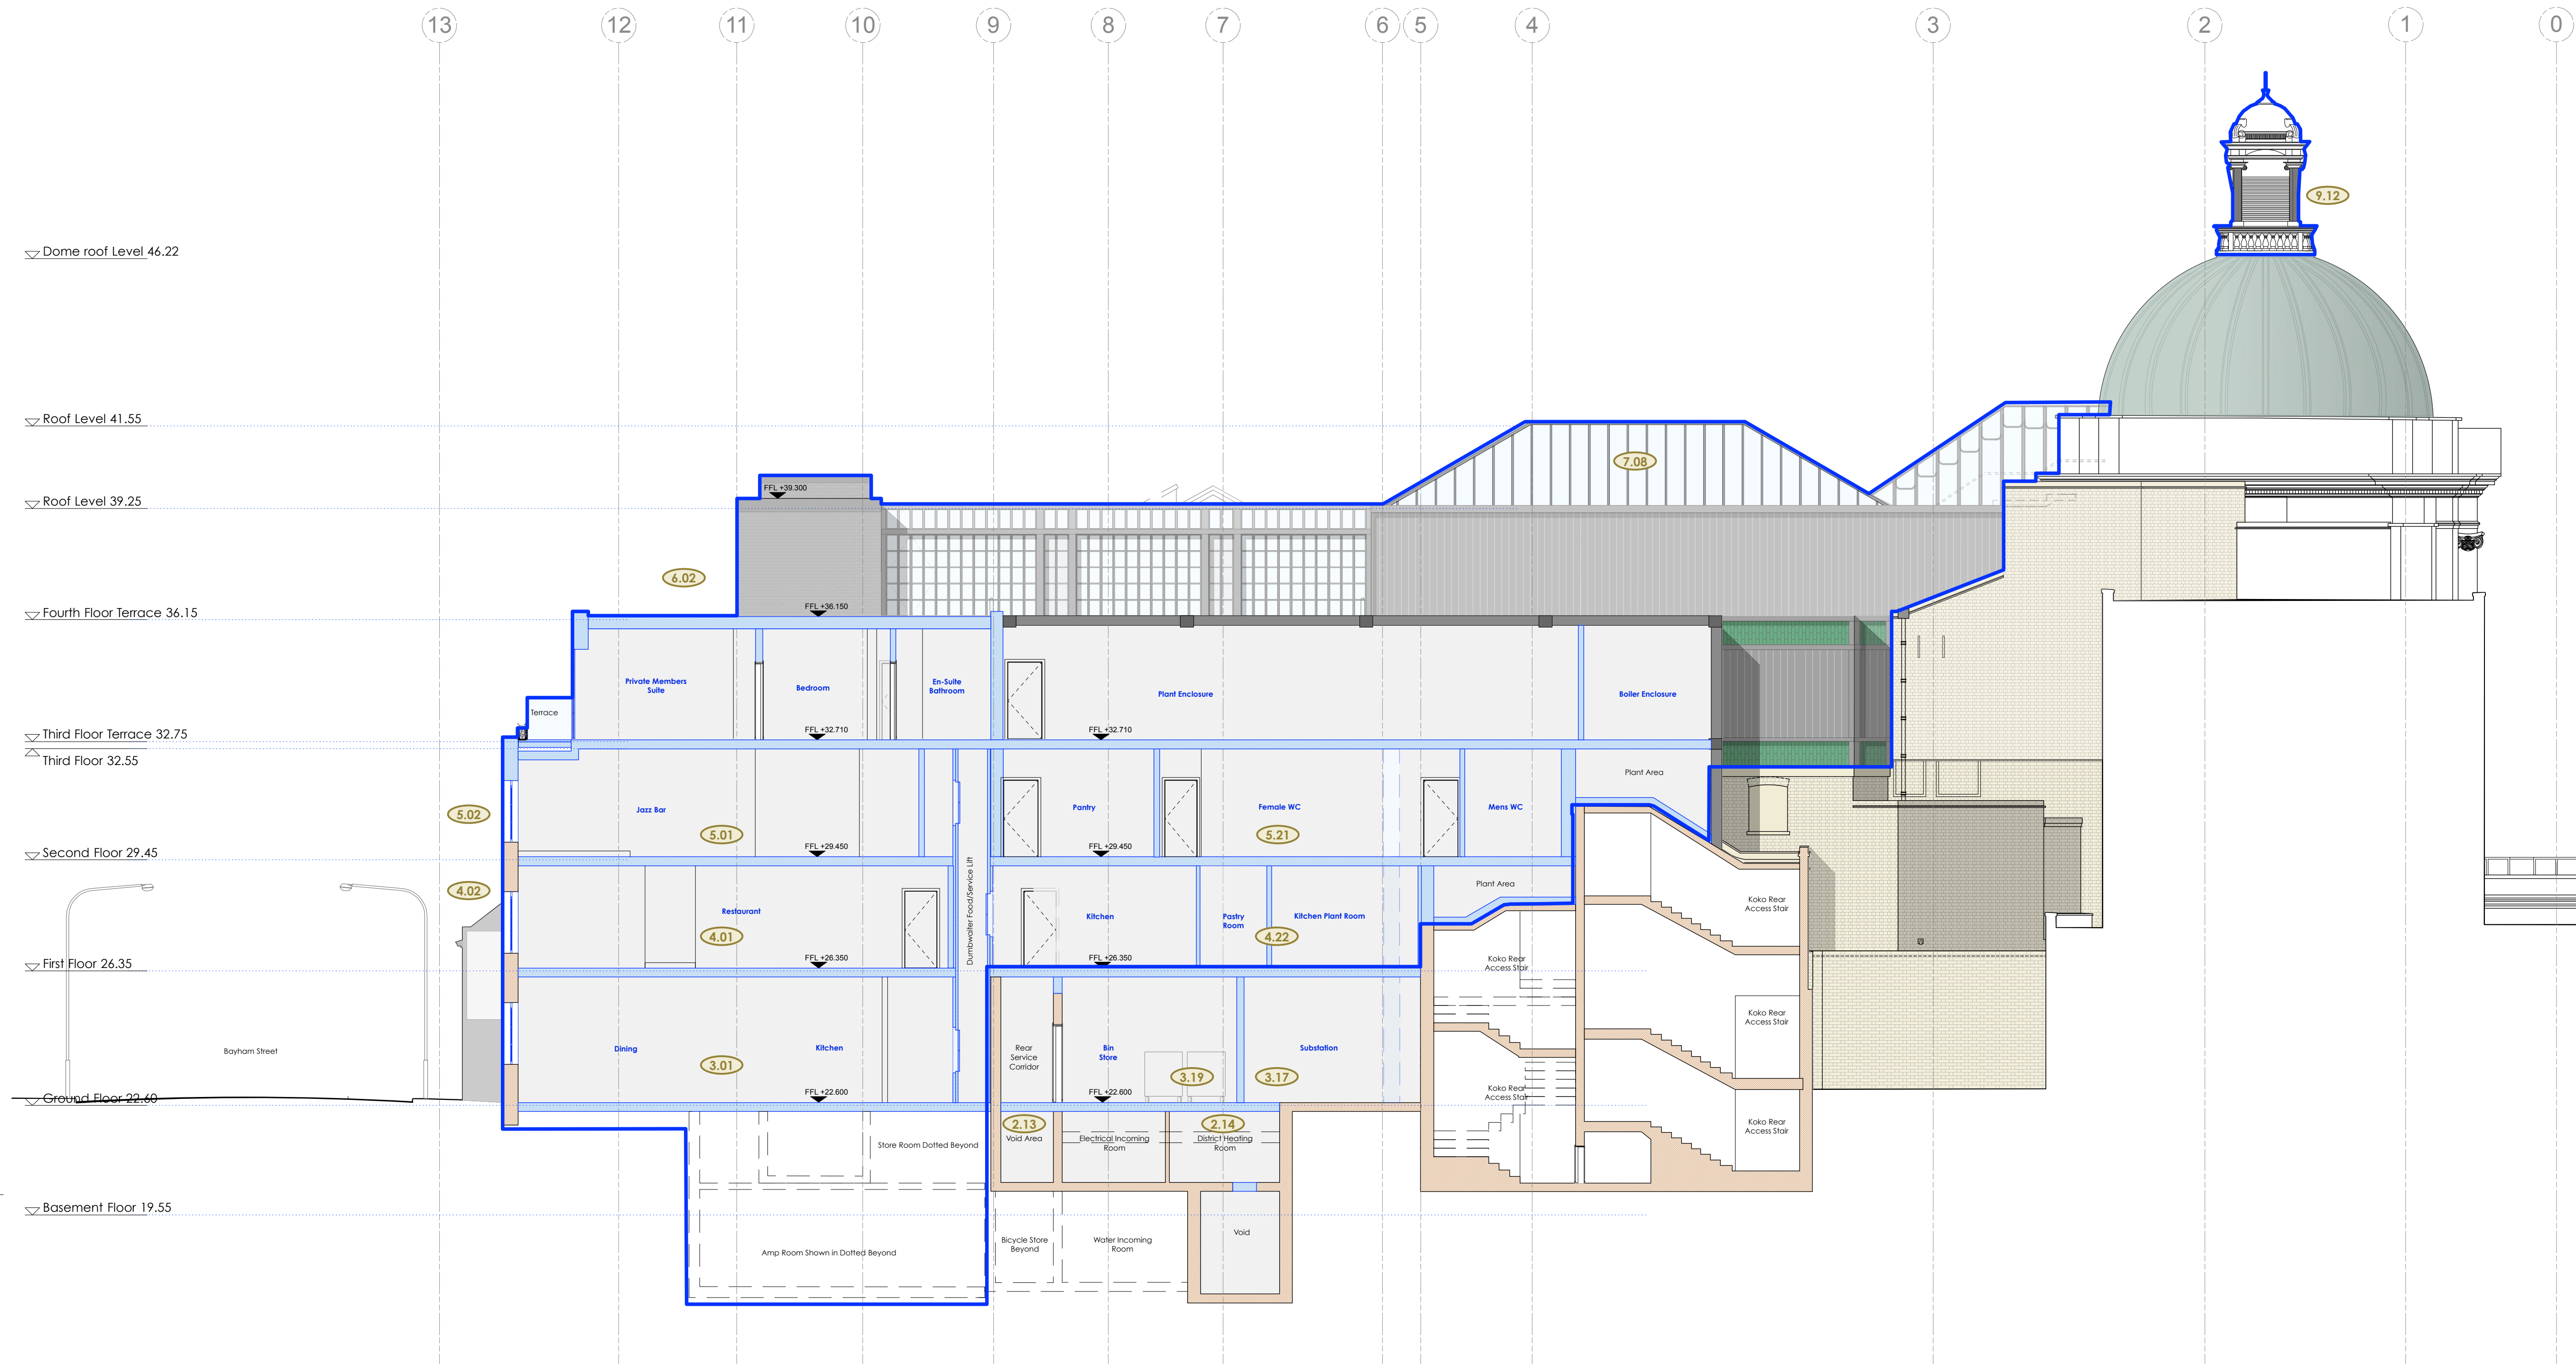 13 12 11 10 9 8 7 6 5 4 3 2 1 0
9.12
Dome roof Level 46.22
Roof Level 41.55
7.08
FFL +39.300
Roof Level 39.25
6.02
Fourth Floor Terrace 36.15
FFL +36.150
Private Members
Suite
Bedroom
En-Suite
Bathroom
Plant Enclosure
Boiler Enclosure
Terrace
FFL +32.710
FFL +32.710
Third Floor Terrace 32.75
Third Floor 32.55
Plant Area
Jazz Bar
Pantry
Female WC
Mens WC
5.02
5.01
5.21
FFL +29.450
FFL +29.450
Second Floor 29.45
4.02
Dumbwaiter Food/Service Lift
Plant Area
Restaurant
Kitchen
Pastry
Room
Kitchen Plant Room
Koko Rear
Access Stair
4.01
4.22
FFL +26.350
FFL +26.350
First Floor 26.35
Koko Rear
Access Stair
Koko Rear
Access Stair
Bayham Street
Dining
Kitchen
Rear
Service
Corridor
Bin
Store
Substation
3.01
3.19
3.17
FFL +22.600
FFL +22.600
Koko Rear
Access Stair
Ground Floor 22.60
2.13
2.14
Koko Rear
Access Stair
Store Room Dotted Beyond
Void Area
Electrical Incoming
Room
District Heating
Room
Basement Floor 19.55
Amp Room Shown in Dotted Beyond
Bicycle Store
Beyond
Water Incoming
Room
Void